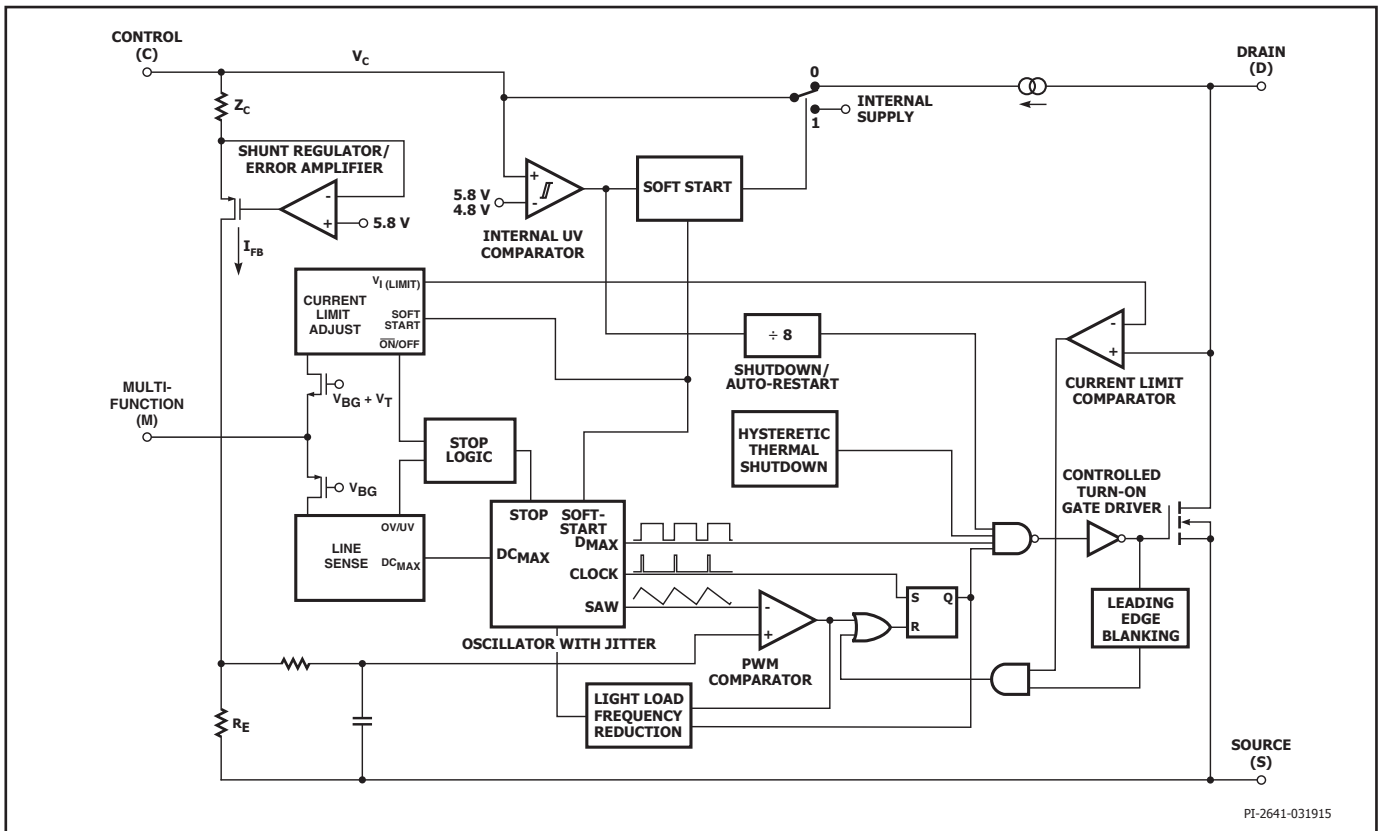 CONTROL
(C)
V_C
0
DRAIN
(D)
1
INTERNAL
SUPPLY
Z_C
SHUNT REGULATOR/
ERROR AMPLIFIER
-
+
5.8 V
I_FB
+
-
5.8 V
4.8 V
INTERNAL UV
COMPARATOR
SOFT START
CURRENT
LIMIT
ADJUST
V_I (LIMIT)
SOFT
START
O̅N̅/OFF
÷ 8
SHUTDOWN/
AUTO-RESTART
-
+
CURRENT LIMIT
COMPARATOR
MULTI-
FUNCTION
(M)
V_BG + V_T
V_BG
STOP
LOGIC
HYSTERETIC
THERMAL
SHUTDOWN
CONTROLLED
TURN-ON
GATE DRIVER
OV/UV
LINE
SENSE
DC_MAX
STOP
SOFT-
START
D_MAX
DC_MAX
CLOCK
SAW
OSCILLATOR WITH JITTER
-
+
PWM
COMPARATOR
S
Q
R
LEADING
EDGE
BLANKING
LIGHT LOAD
FREQUENCY
REDUCTION
R_E
SOURCE
(S)
PI-2641-031915